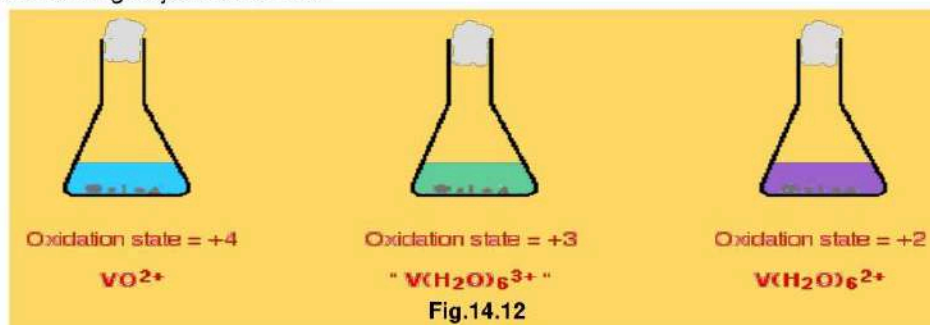 Oxidation state = +4
Oxidation state = +3
Oxidation state = +2
VO²⁺
" V(H₂O)₆³⁺ "
V(H₂O)₆²⁺
Fig.14.12